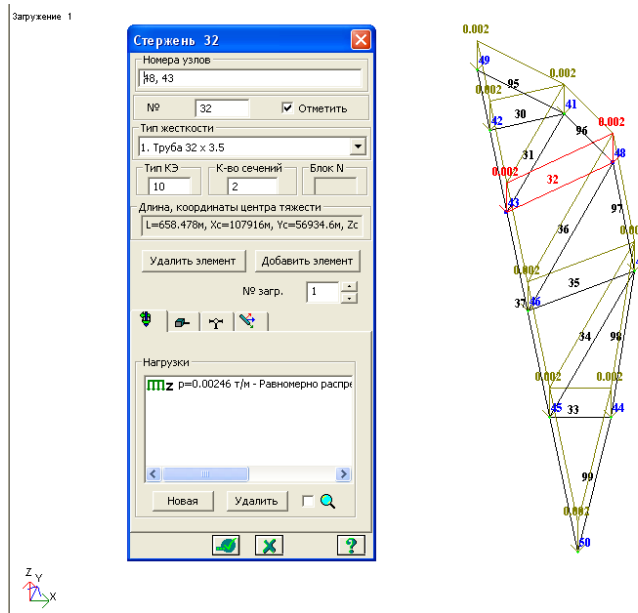 Загружение 1
Стержень 32
Номера узлов
48, 43
№ 32 Отметить
Тип жесткости
1. Труба 32 x 3.5
Тип КЭ К-во сечений Блок N
10 2
Длина, координаты центра тяжести
L=658.478м, Xc=107916м, Yc=56934.6м, Zc
Удалить элемент Добавить элемент
№ загр. 1
Нагрузки
z p=0.00246 т/м - Равномерно распре
Новая Удалить
?
Z
Y
X
0.002
49
95
0.002
0.002
30
41
42
96
0.002
31
48
0.002
32
43
97
36
0.002
35
37
46
34
98
0.002
0.002
45
33
44
99
0.002
50